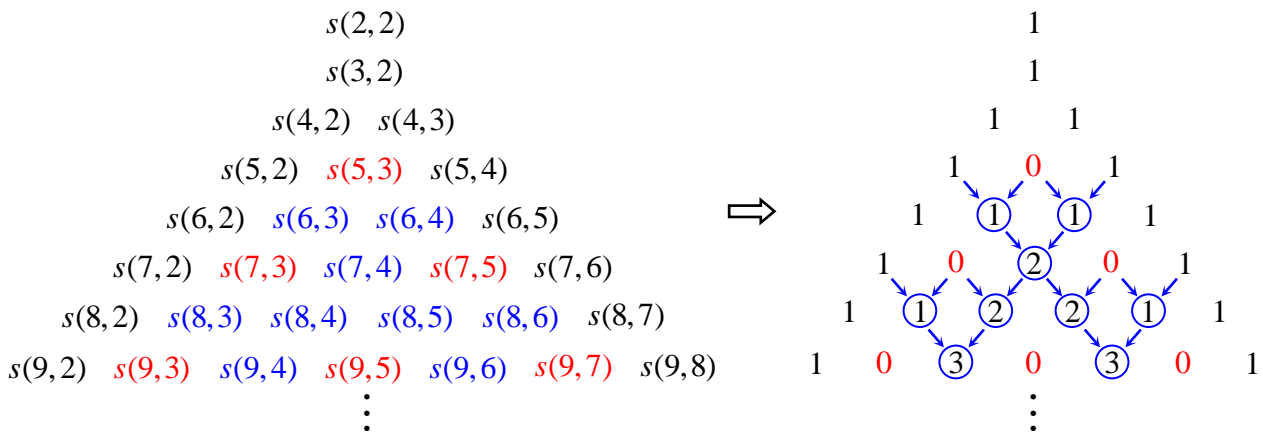 s(2,2) 1
s(3,2) 1
s(4,2) s(4,3) 1 1
s(5,2) s(5,3) s(5,4) 1 0 1
s(6,2) s(6,3) s(6,4) s(6,5) ⇨ 1 1 1 1
s(7,2) s(7,3) s(7,4) s(7,5) s(7,6) 1 0 2 0 1
s(8,2) s(8,3) s(8,4) s(8,5) s(8,6) s(8,7) 1 1 2 2 1 1
s(9,2) s(9,3) s(9,4) s(9,5) s(9,6) s(9,7) s(9,8) 1 0 3 0 3 0 1
⋮ ⋮